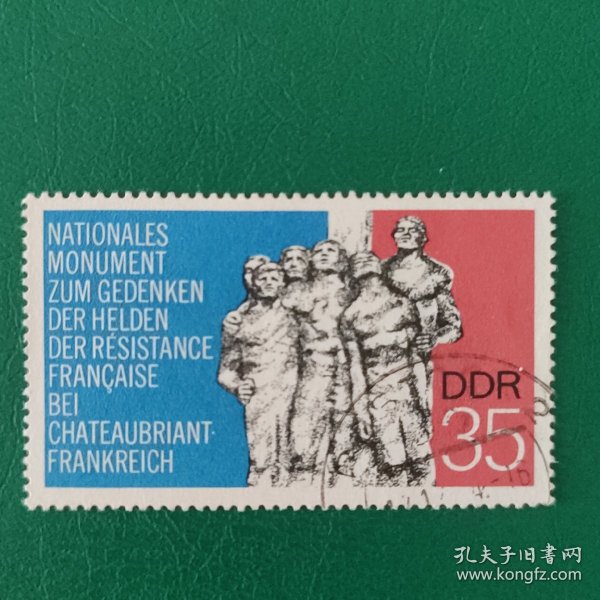 NATIONALES
MONUMENT
ZUM GEDENKEN
DER HELDEN
DER RÉSISTANCE
FRANÇAISE
BEI
CHATEAUBRIANT-
FRANKREICH
DDR
35
孔夫子旧書网
www.kongfz.com